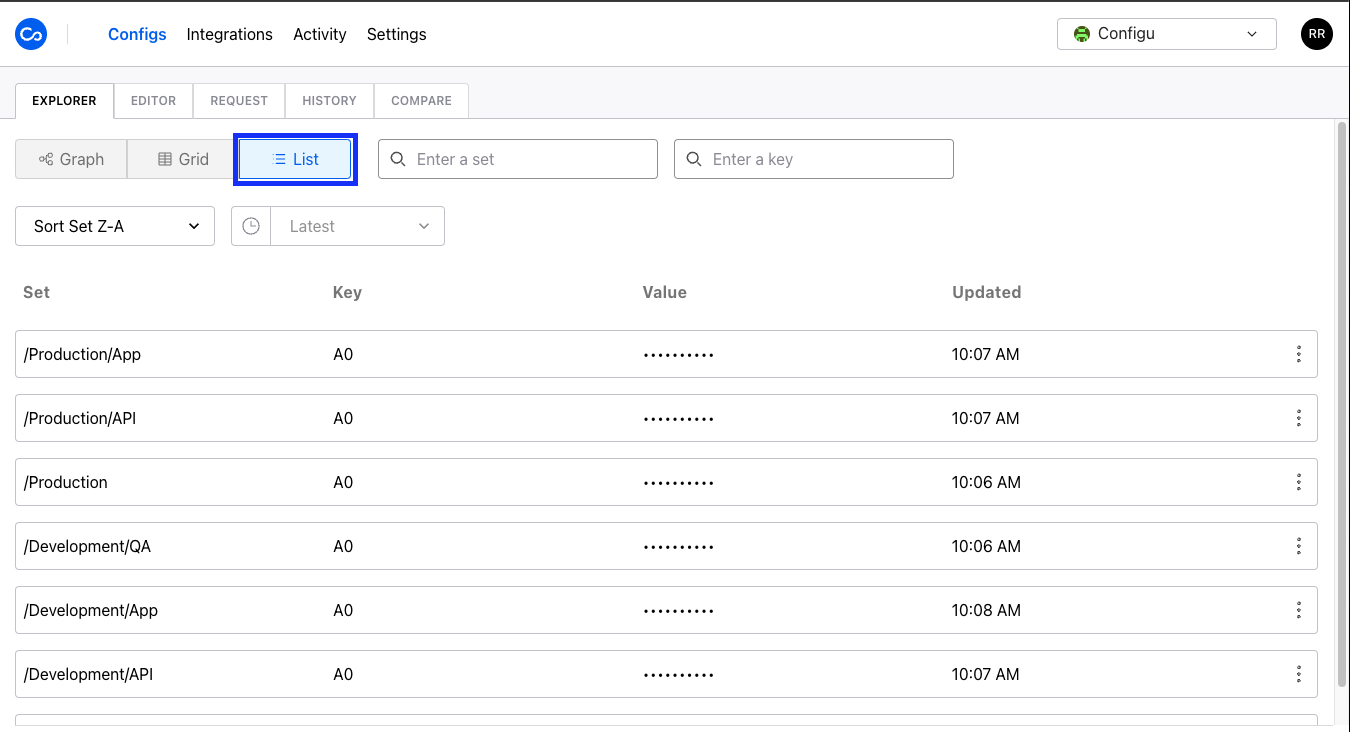 Configs Integrations Activity Settings Configu RR
EXPLORER EDITOR REQUEST HISTORY COMPARE
Graph Grid List Enter a set Enter a key
Sort Set Z-A Latest
Set Key Value Updated
/Production/App A0 •••••••••• 10:07 AM
/Production/API A0 •••••••••• 10:07 AM
/Production A0 •••••••••• 10:06 AM
/Development/QA A0 •••••••••• 10:06 AM
/Development/App A0 •••••••••• 10:08 AM
/Development/API A0 •••••••••• 10:07 AM